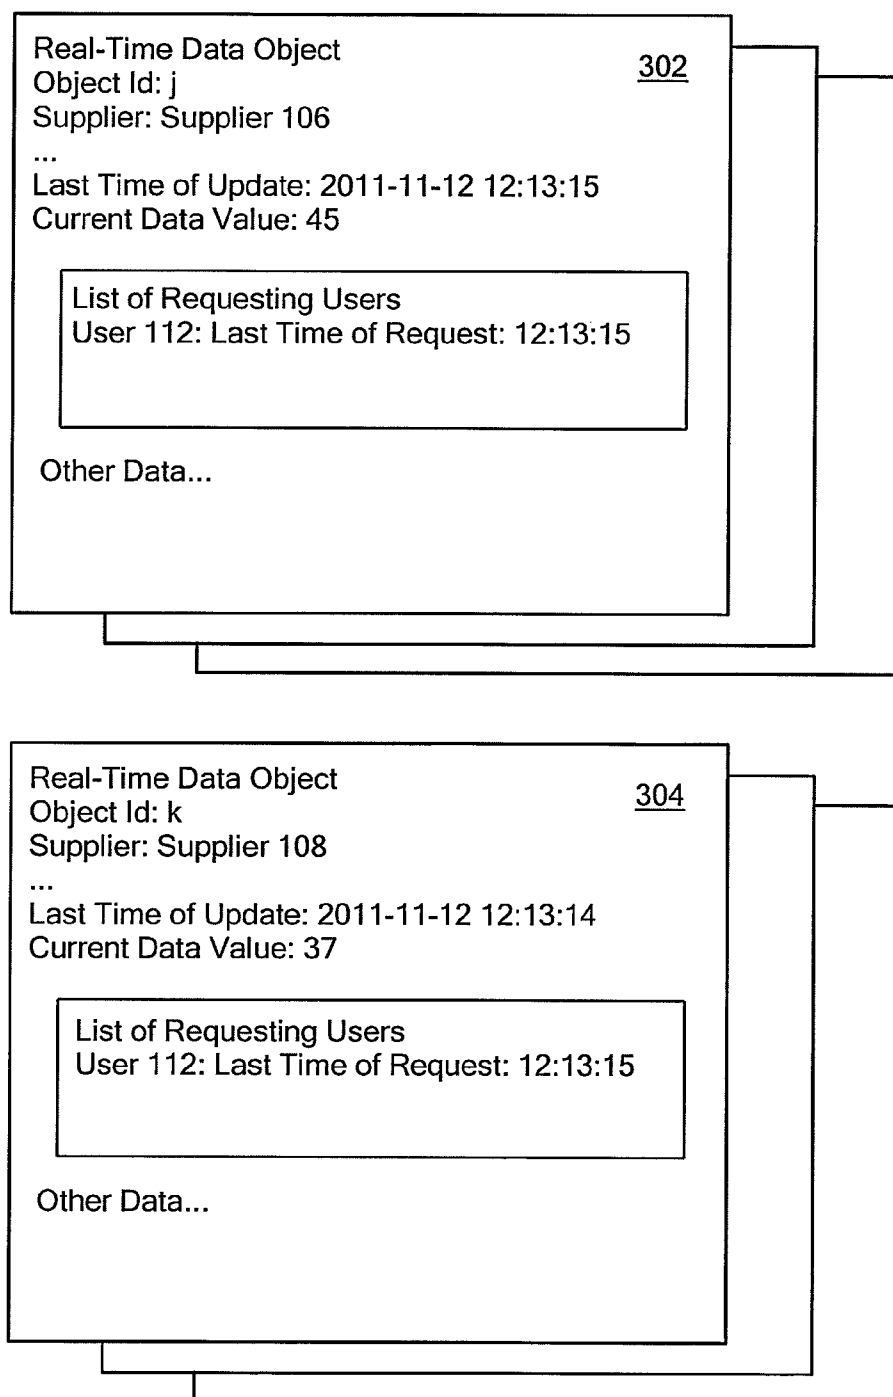 Real-Time Data Object
302
Object Id: j
Supplier: Supplier 106
...
Last Time of Update: 2011-11-12 12:13:15
Current Data Value: 45
List of Requesting Users
User 112: Last Time of Request: 12:13:15
Other Data...
Real-Time Data Object
304
Object Id: k
Supplier: Supplier 108
...
Last Time of Update: 2011-11-12 12:13:14
Current Data Value: 37
List of Requesting Users
User 112: Last Time of Request: 12:13:15
Other Data...